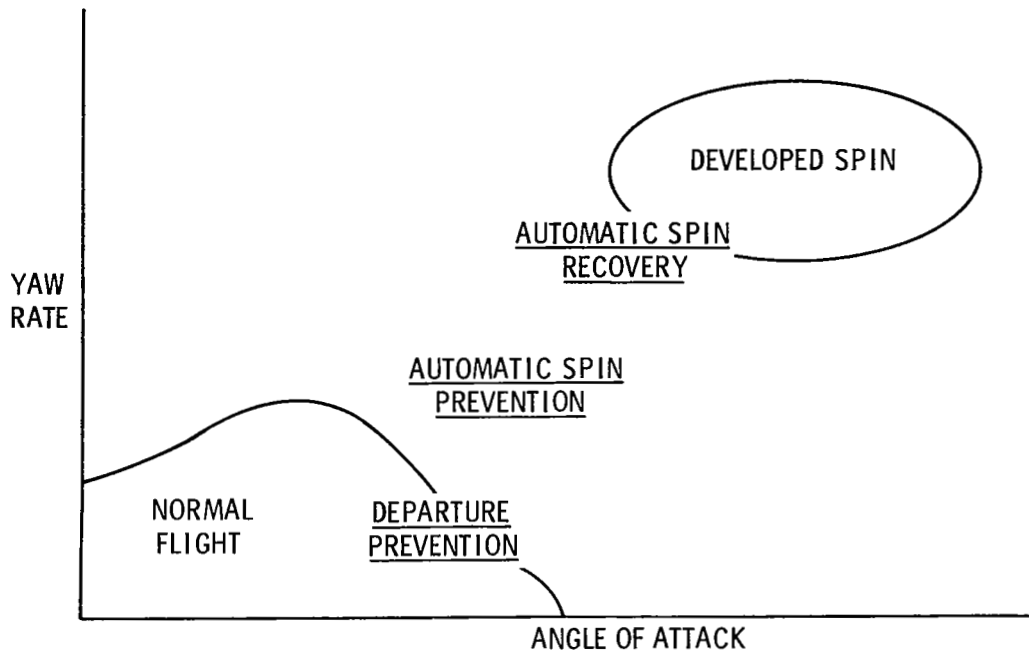 DEVELOPED SPIN
AUTOMATIC SPIN
RECOVERY
YAW
RATE
AUTOMATIC SPIN
PREVENTION
NORMAL
FLIGHT
DEPARTURE
PREVENTION
ANGLE OF ATTACK